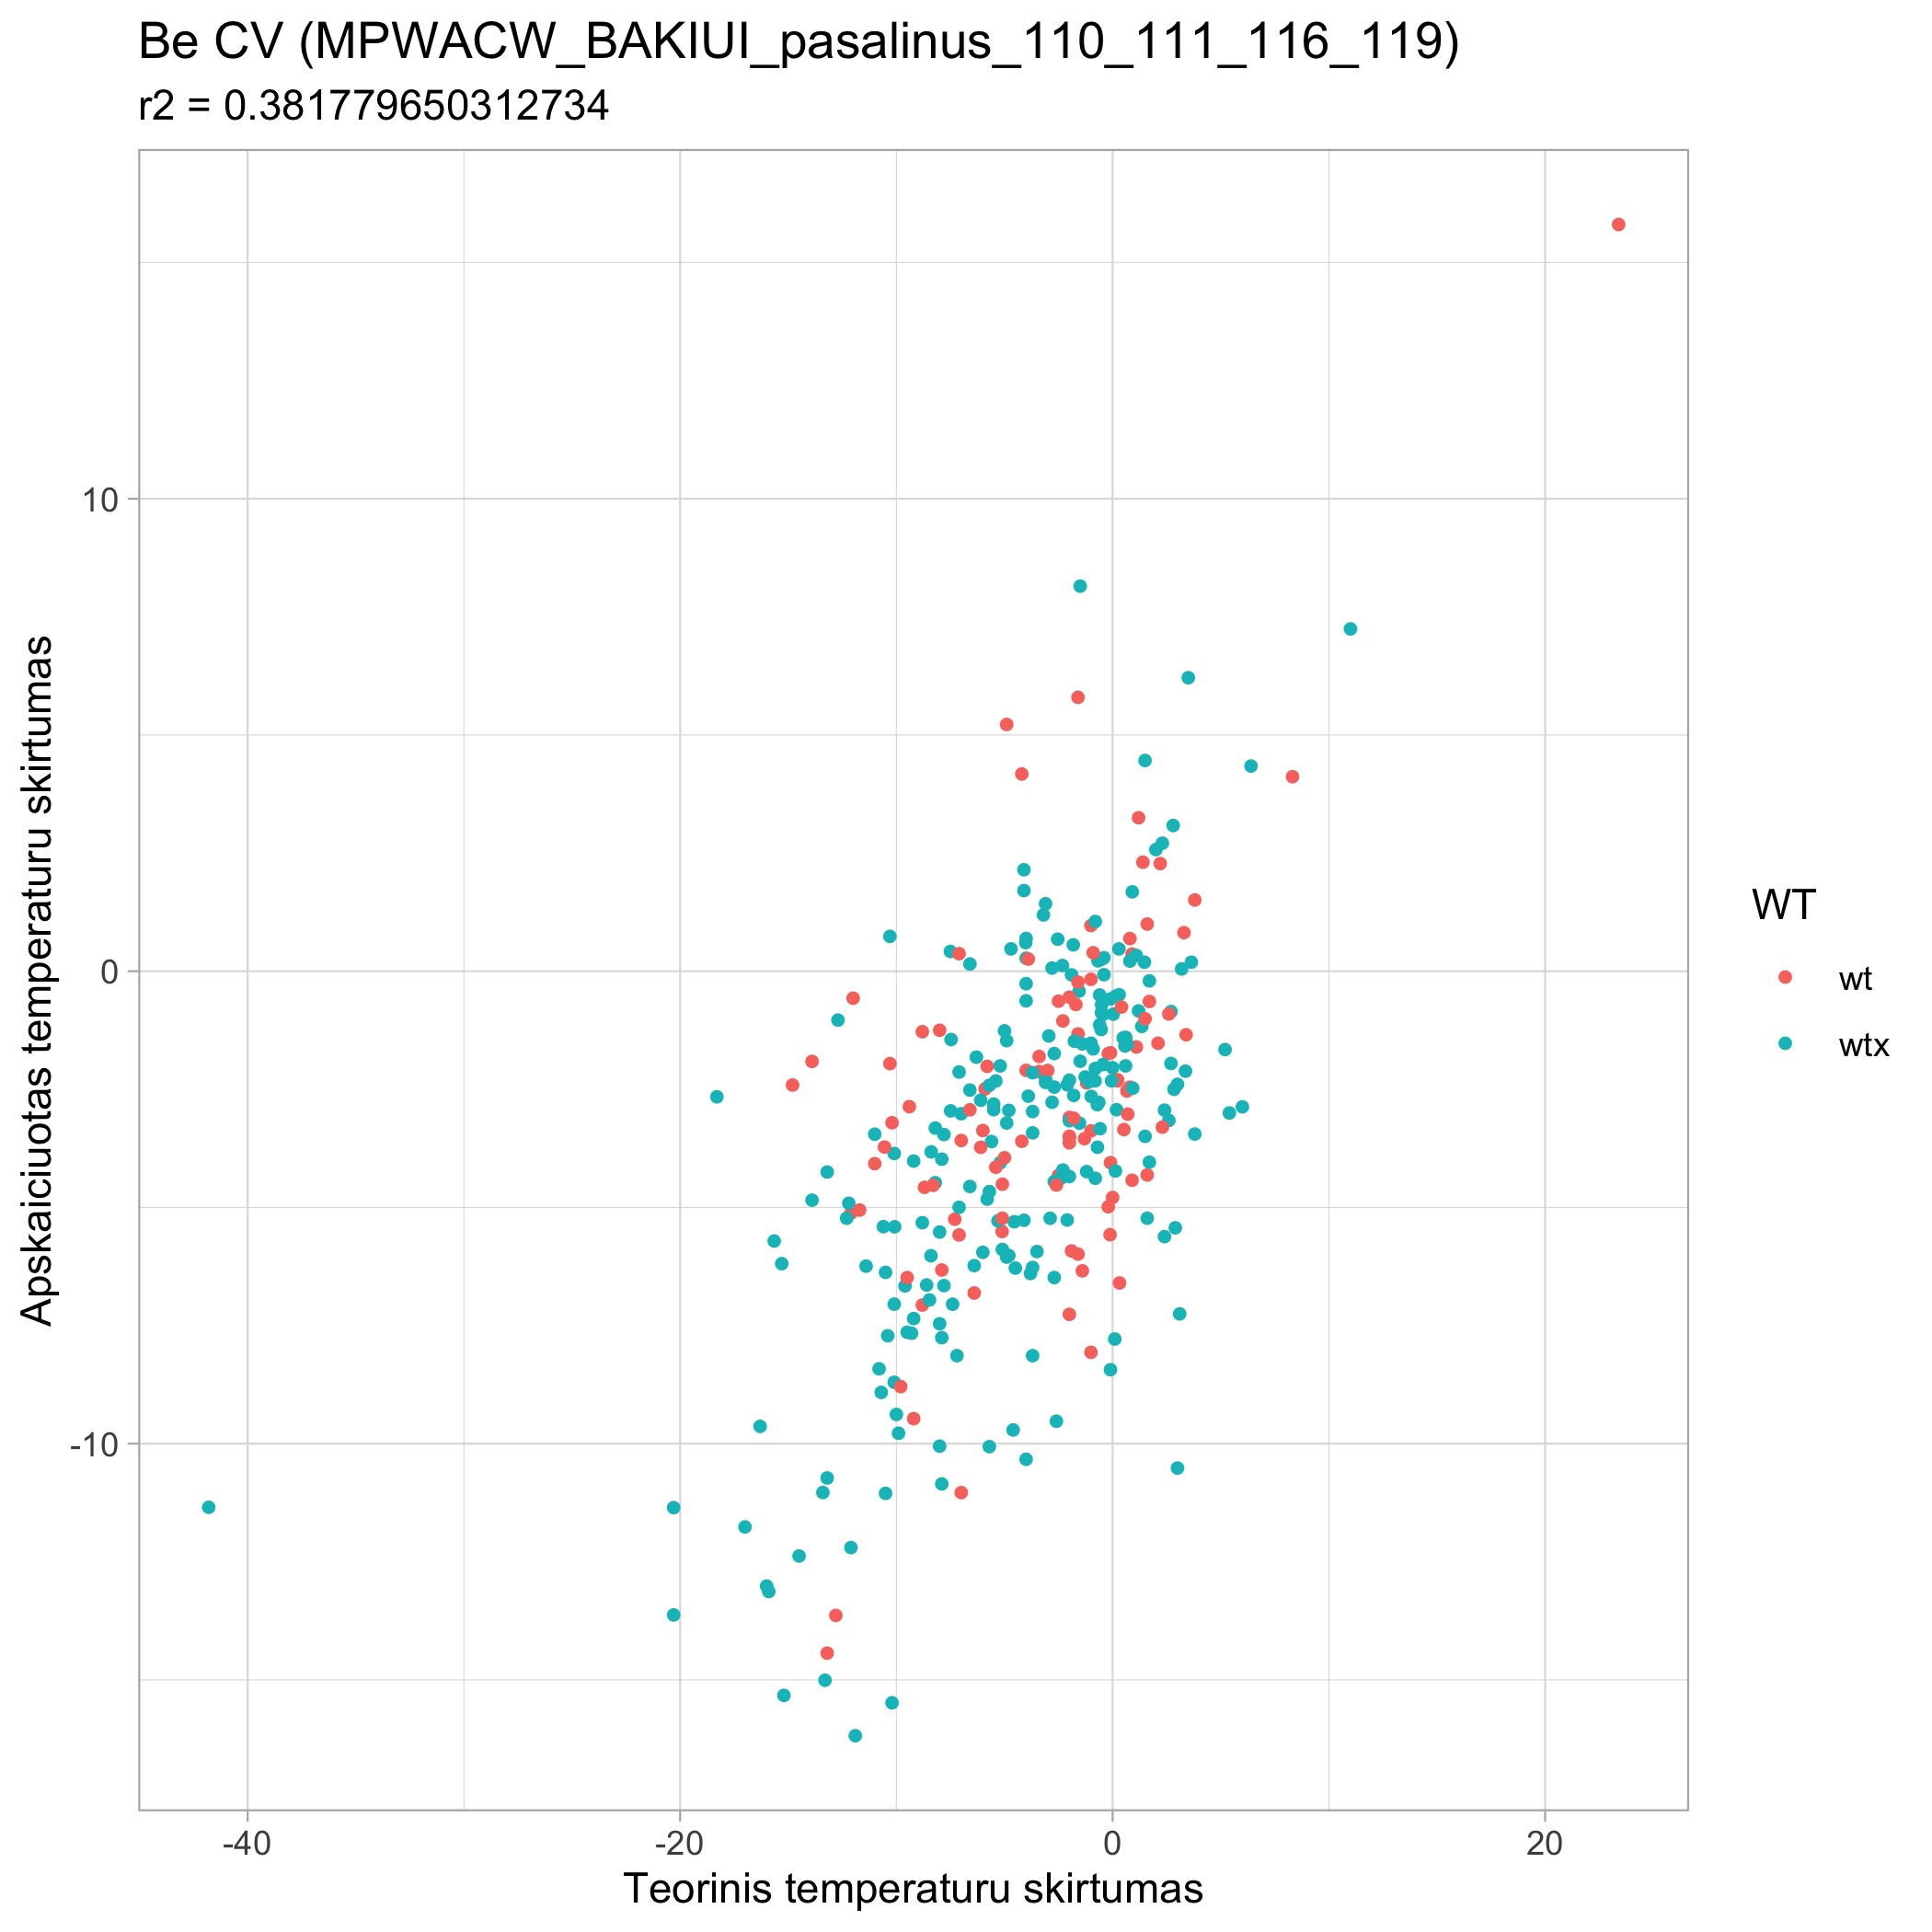 Be CV (MPWACW_BAKIUI_pasalinus_110_111_116_119)
r2 = 0.381779650312734
Apskaiciuotas temperaturu skirtumas
10
0
-10
-40
-20
0
20
Teorinis temperaturu skirtumas
WT
wt
wtx